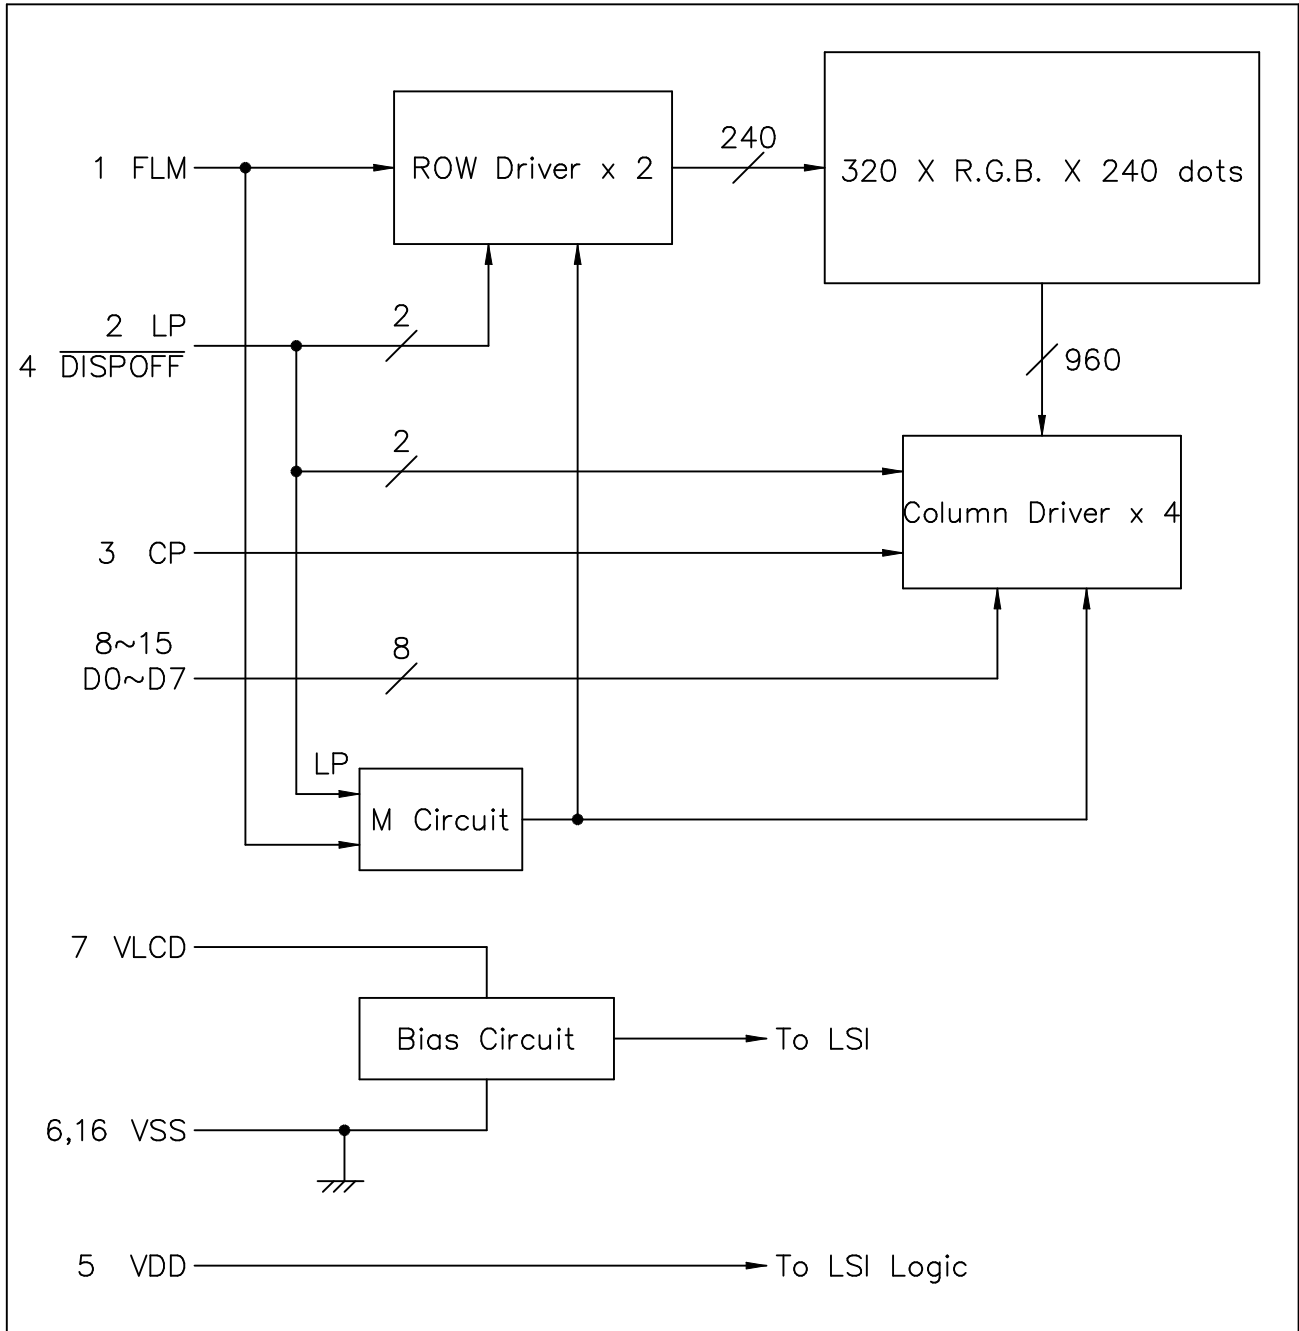 240
1 FLM
ROW Driver x 2
320 X R.G.B. X 240 dots
2 LP
2
4 DISPOFF
960
2
Column Driver x 4
3 CP
8~15
8
D0~D7
LP
M Circuit
7 VLCD
Bias Circuit
To LSI
6,16 VSS
5 VDD
To LSI Logic